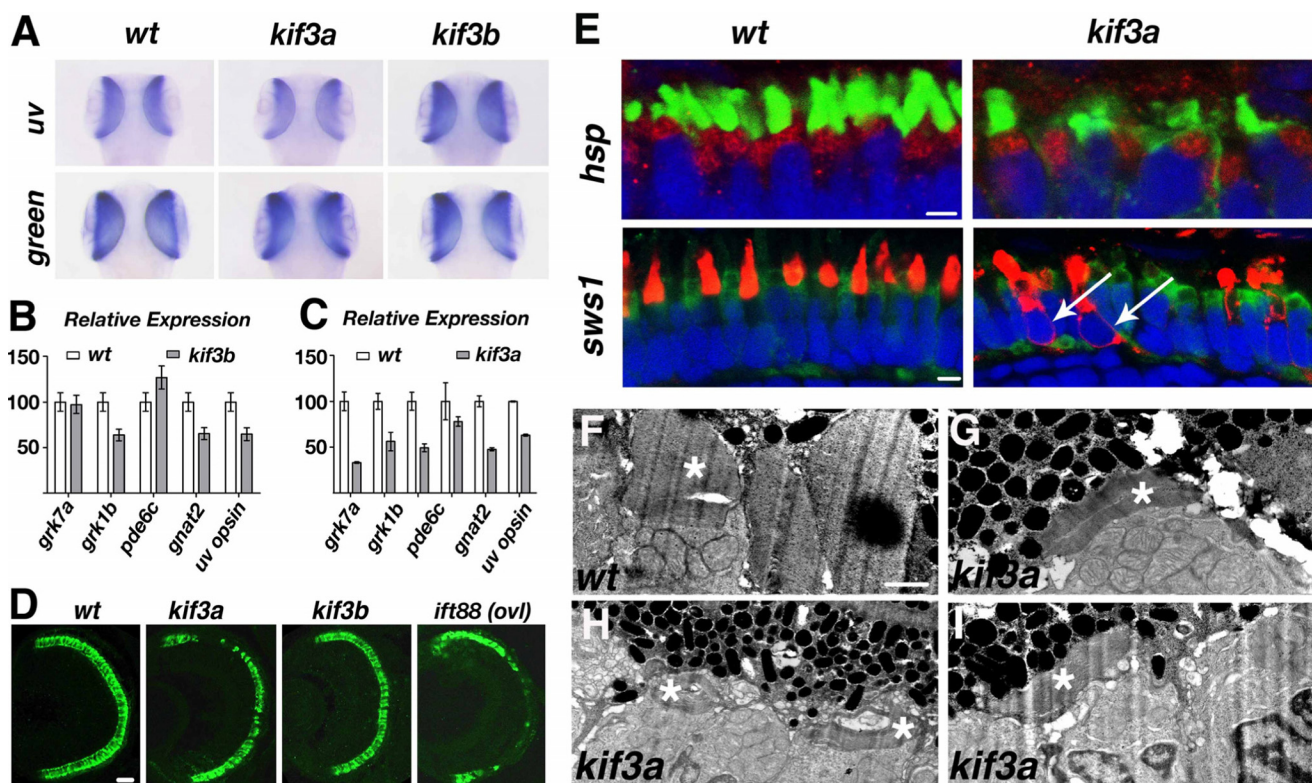 A
wt kif3a kif3b
uv
green
B Relative Expression
wt kif3b
150
100
50
grk7a grk1b pde6c gnat2 uv opsin
C Relative Expression
wt kif3a
150
100
50
grk7a grk1b pde6c gnat2 uv opsin
D wt kif3a kif3b ift88 (ovl)
E
wt kif3a
hsp
sws1
F
*
wt
G
*
kif3a
H
* *
kif3a
I
*
kif3a